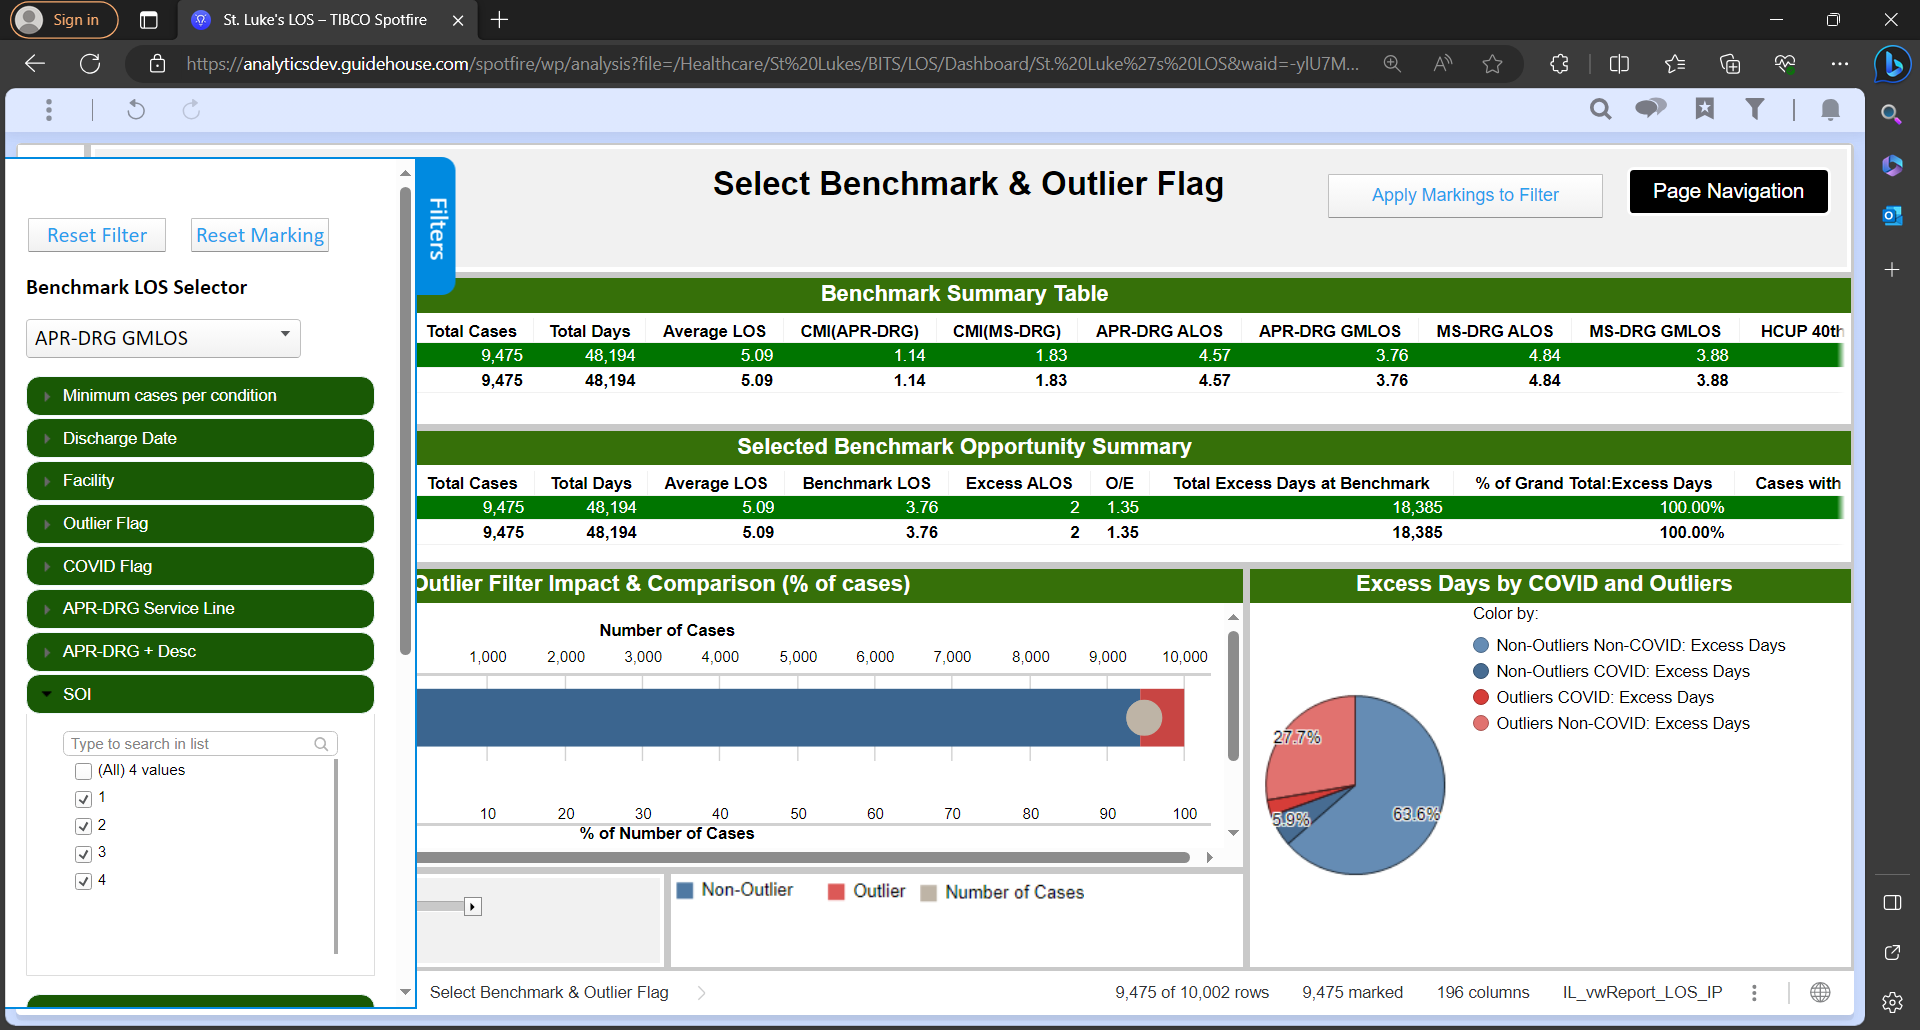 Sign in
St. Luke's LOS – TIBCO Spotfire
https://analyticsdev.guidehouse.com/spotfire/wp/analysis?file=/Healthcare/St%20Lukes/BITS/LOS/Dashboard/St.%20Luke%27s%20LOS&waid=-yIU7M...
Select Benchmark & Outlier Flag
Apply Markings to Filter
Page Navigation
Filters
Reset Filter Reset Marking
Benchmark LOS Selector
APR-DRG GMLOS
Minimum cases per condition
Discharge Date
Facility
Outlier Flag
COVID Flag
APR-DRG Service Line
APR-DRG + Desc
SOI
Type to search in list
(All) 4 values
1
2
3
4
Benchmark Summary Table
Total Cases Total Days Average LOS CMI(APR-DRG) CMI(MS-DRG) APR-DRG ALOS APR-DRG GMLOS MS-DRG ALOS MS-DRG GMLOS HCUP 40th
9,475 48,194 5.09 1.14 1.83 4.57 3.76 4.84 3.88
9,475 48,194 5.09 1.14 1.83 4.57 3.76 4.84 3.88
Selected Benchmark Opportunity Summary
Total Cases Total Days Average LOS Benchmark LOS Excess ALOS O/E Total Excess Days at Benchmark % of Grand Total:Excess Days Cases with
9,475 48,194 5.09 3.76 2 1.35 18,385 100.00%
9,475 48,194 5.09 3.76 2 1.35 18,385 100.00%
Outlier Filter Impact & Comparison (% of cases)
Number of Cases
1,000 2,000 3,000 4,000 5,000 6,000 7,000 8,000 9,000 10,000
10 20 30 40 50 60 70 80 90 100
% of Number of Cases
Non-Outlier Outlier Number of Cases
Excess Days by COVID and Outliers
Color by:
Non-Outliers Non-COVID: Excess Days
Non-Outliers COVID: Excess Days
Outliers COVID: Excess Days
Outliers Non-COVID: Excess Days
27.7%
5.9%
63.6%
Select Benchmark & Outlier Flag
9,475 of 10,002 rows 9,475 marked 196 columns IL_vwReport_LOS_IP